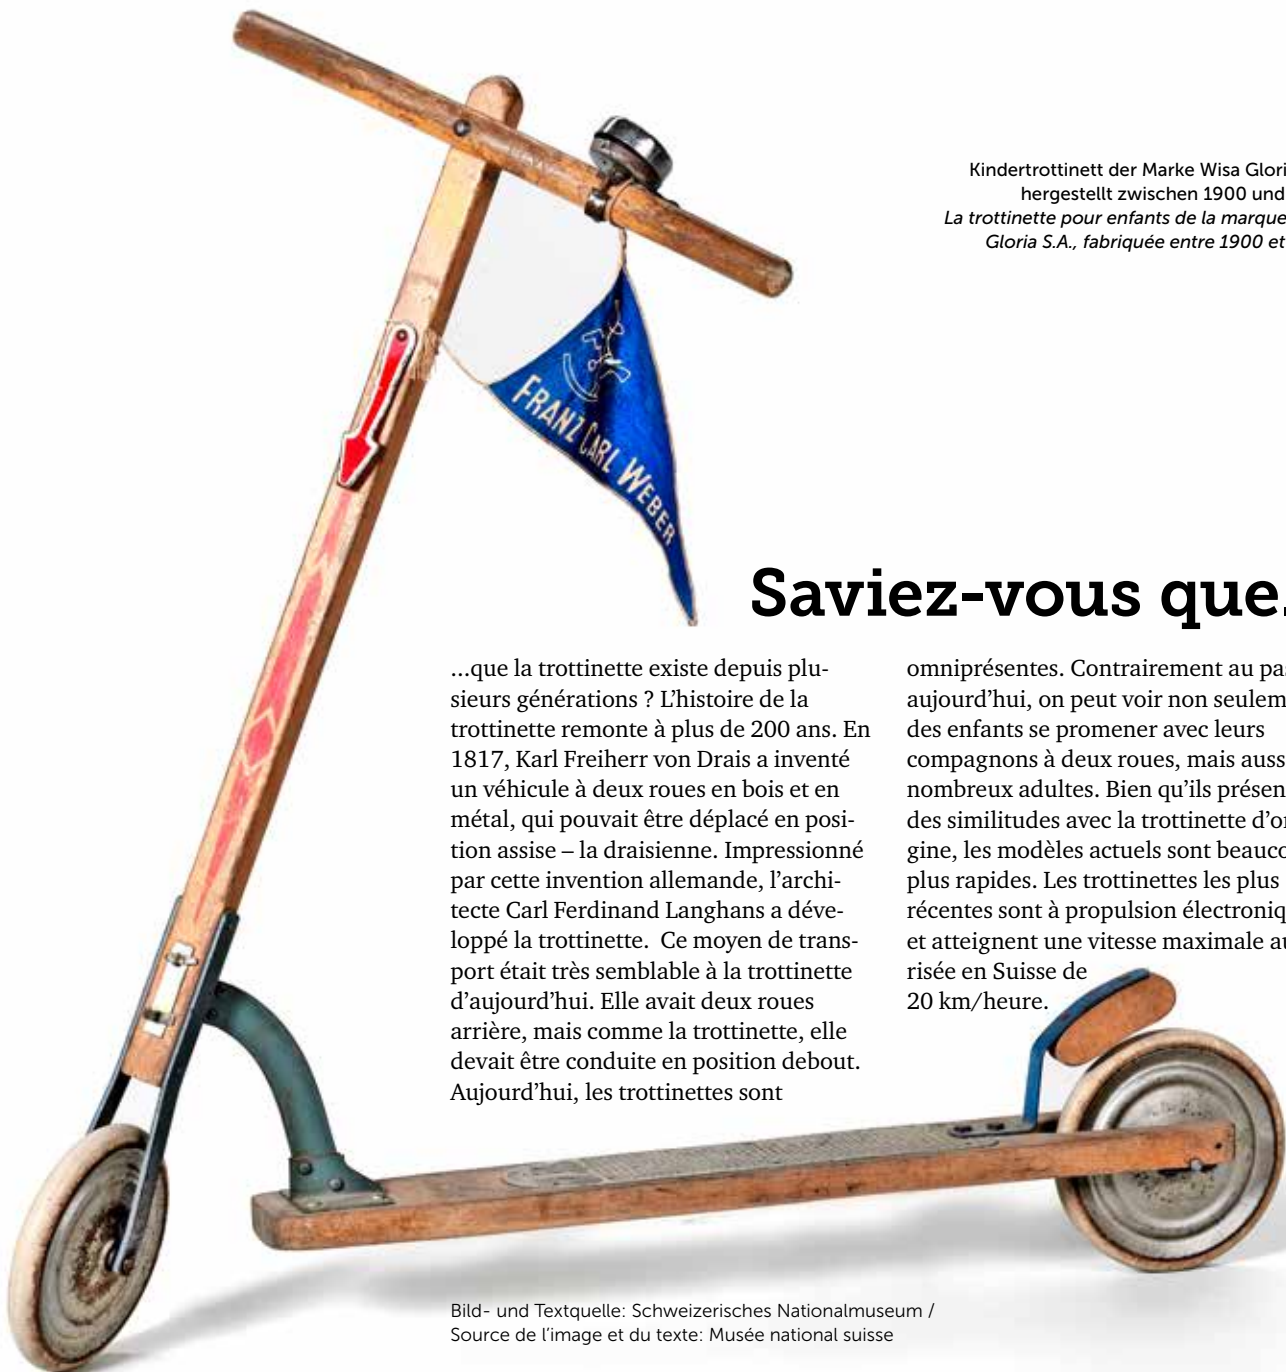 Kindertrottinett der Marke Wisa Glori
hergestellt zwischen 1900 und
La trottinette pour enfants de la marque
Gloria S.A., fabriquée entre 1900 et
FRANZ CARL WEBER
Saviez-vous que.
...que la trottinette existe depuis plu-
sieurs générations ? L’histoire de la
trottinette remonte à plus de 200 ans. En
1817, Karl Freiherr von Drais a inventé
un véhicule à deux roues en bois et en
métal, qui pouvait être déplacé en posi-
tion assise – la draisienne. Impressionné
par cette invention allemande, l’archi-
tecte Carl Ferdinand Langhans a déve-
loppé la trottinette.  Ce moyen de trans-
port était très semblable à la trottinette
d’aujourd’hui. Elle avait deux roues
arrière, mais comme la trottinette, elle
devait être conduite en position debout.
Aujourd’hui, les trottinettes sont
omniprésentes. Contrairement au pas
aujourd’hui, on peut voir non seulem
des enfants se promener avec leurs
compagnons à deux roues, mais auss
nombreux adultes. Bien qu’ils présen
des similitudes avec la trottinette d’or
gine, les modèles actuels sont beauco
plus rapides. Les trottinettes les plus
récentes sont à propulsion électroniq
et atteignent une vitesse maximale au
risée en Suisse de
20 km/heure.
Bild- und Textquelle: Schweizerisches Nationalmuseum /
Source de l’image et du texte: Musée national suisse